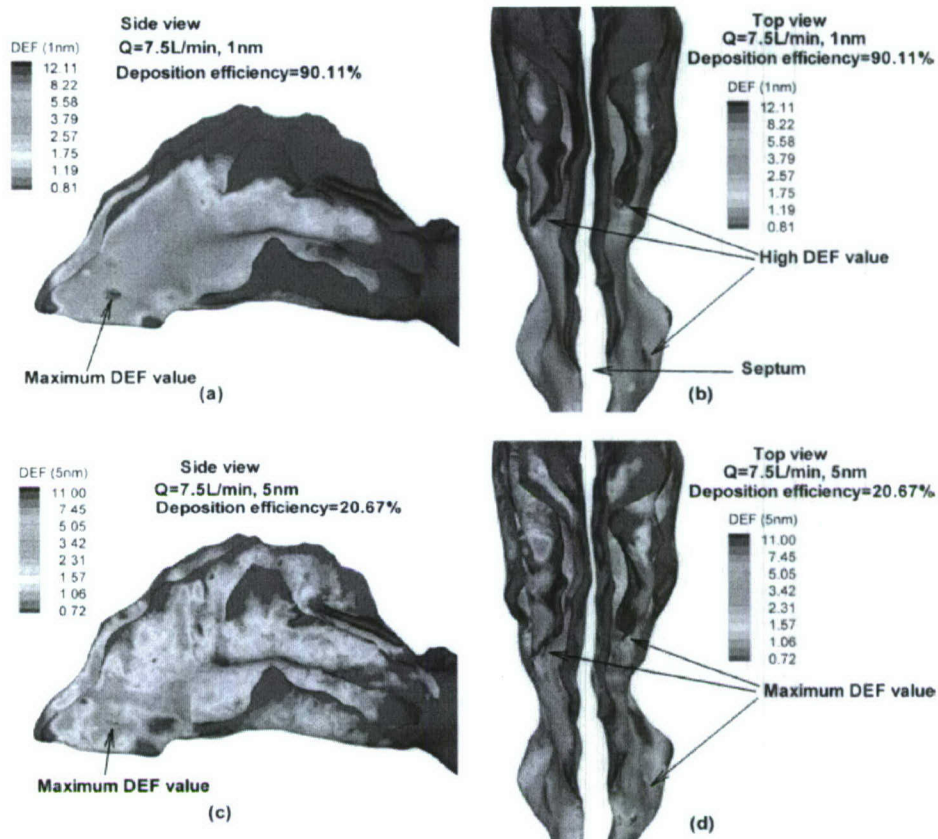 Side view
Q=7.5L/min, 1nm
Deposition efficiency=90.11%
DEF (1nm)
12.11
8.22
5.58
3.79
2.57
1.75
1.19
0.81
Maximum DEF value
(a)
Top view
Q=7.5L/min, 1nm
Deposition efficiency=90.11%
DEF (1nm)
12.11
8.22
5.58
3.79
2.57
1.75
1.19
0.81
High DEF value
Septum
(b)
Side view
Q=7.5L/min, 5nm
Deposition efficiency=20.67%
DEF (5nm)
11.00
7.45
5.05
3.42
2.31
1.57
1.06
0.72
Maximum DEF value
(c)
Top view
Q=7.5L/min, 5nm
Deposition efficiency=20.67%
DEF (5nm)
11.00
7.45
5.05
3.42
2.31
1.57
1.06
0.72
Maximum DEF value
(d)